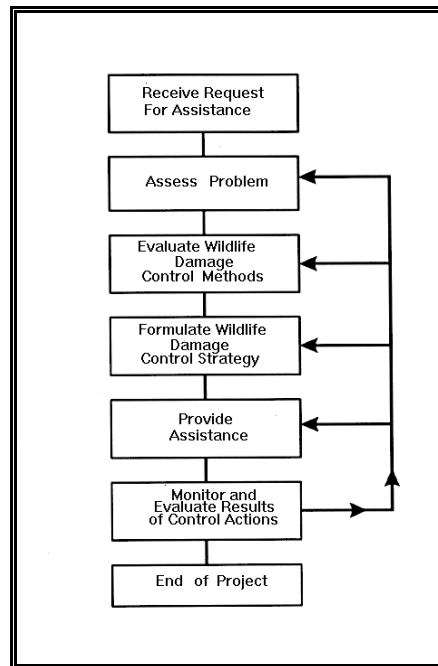 Receive Request
For Assistance
Assess Problem
Evaluate Wildlife
Damage
Control Methods
Formulate Wildlife
Damage
Control Strategy
Provide
Assistance
Monitor and
Evaluate Results
of Control Actions
End of Project